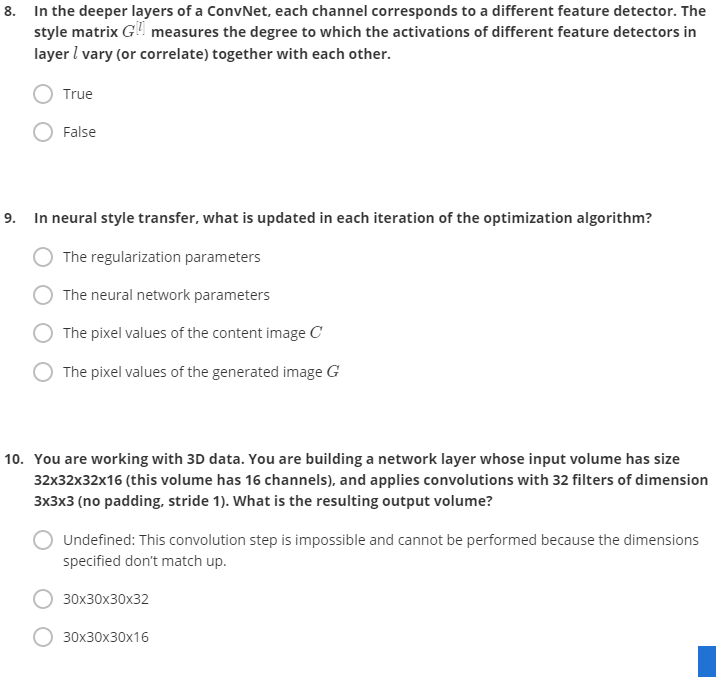 8. In the deeper layers of a ConvNet, each channel corresponds to a different feature detector. The
style matrix G[l] measures the degree to which the activations of different feature detectors in
layer l vary (or correlate) together with each other.
True
False
9. In neural style transfer, what is updated in each iteration of the optimization algorithm?
The regularization parameters
The neural network parameters
The pixel values of the content image C
The pixel values of the generated image G
10. You are working with 3D data. You are building a network layer whose input volume has size
32x32x32x16 (this volume has 16 channels), and applies convolutions with 32 filters of dimension
3x3x3 (no padding, stride 1). What is the resulting output volume?
Undefined: This convolution step is impossible and cannot be performed because the dimensions
specified don't match up.
30x30x30x32
30x30x30x16